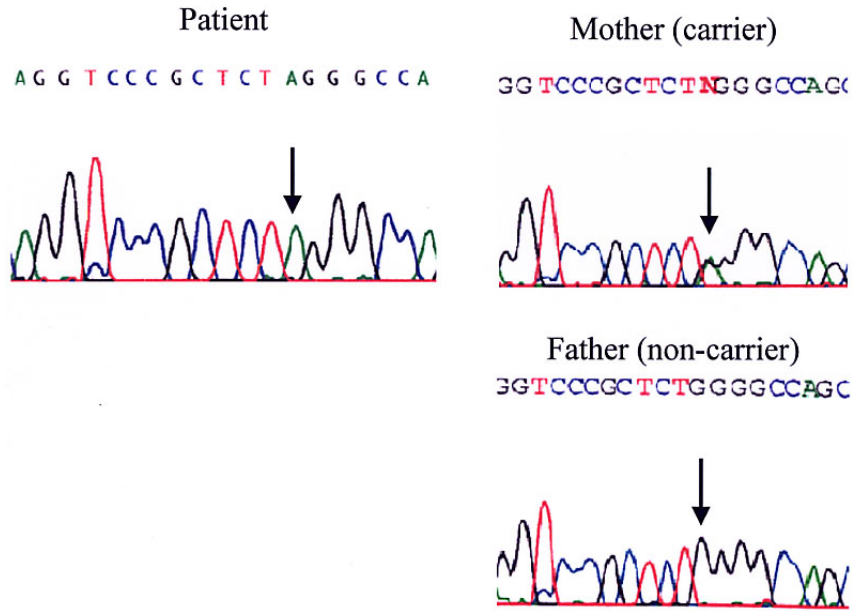 Patient
A G G T C C C G C T C T A G G G C C A
Mother (carrier)
GGTCCCGCTCTNGGGCCAGC
Father (non-carrier)
GGTCCCGCTCTGGGGCCAGC